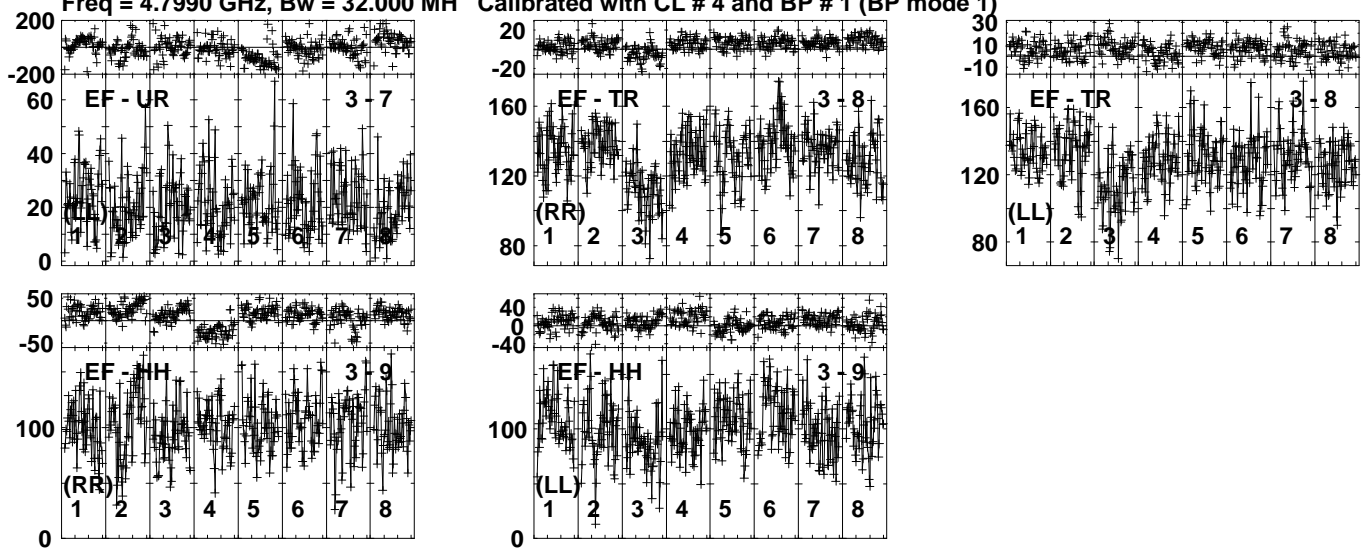 Freq = 4.7990 GHz, Bw = 32.000 MH Calibrated with CL # 4 and BP # 1 (BP mode 1)
200
-200
60
40
20
0
EF - UR 3 - 7
(LL)
1 2 3 4 5 6 7 8
20
-20
160
120
80
EF - TR 3 - 8
(RR)
1 2 3 4 5 6 7 8
30
10
-10
160
120
80
EF - TR 3 - 8
(LL)
1 2 3 4 5 6 7 8
50
-50
100
0
EF - HH 3 - 9
(RR)
1 2 3 4 5 6 7 8
40
0
-40
100
0
EF - HH 3 - 9
(LL)
1 2 3 4 5 6 7 8